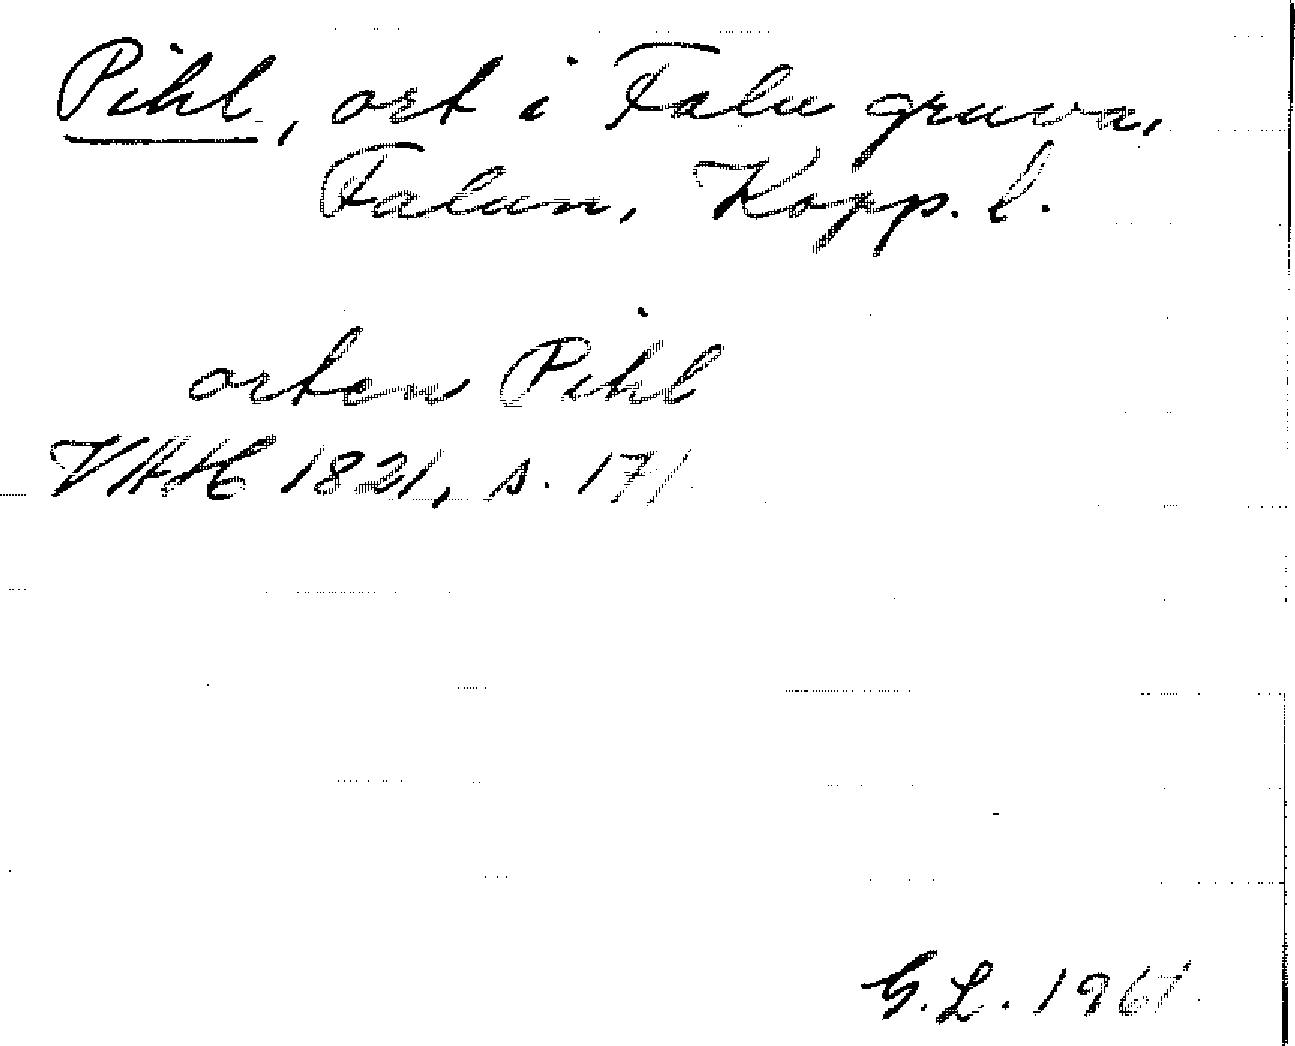 Pihl, ort i Falu gruva,
Falun, Kopp. l.
orten Pihl
VAH 1821, s. 171
G.L. 1961